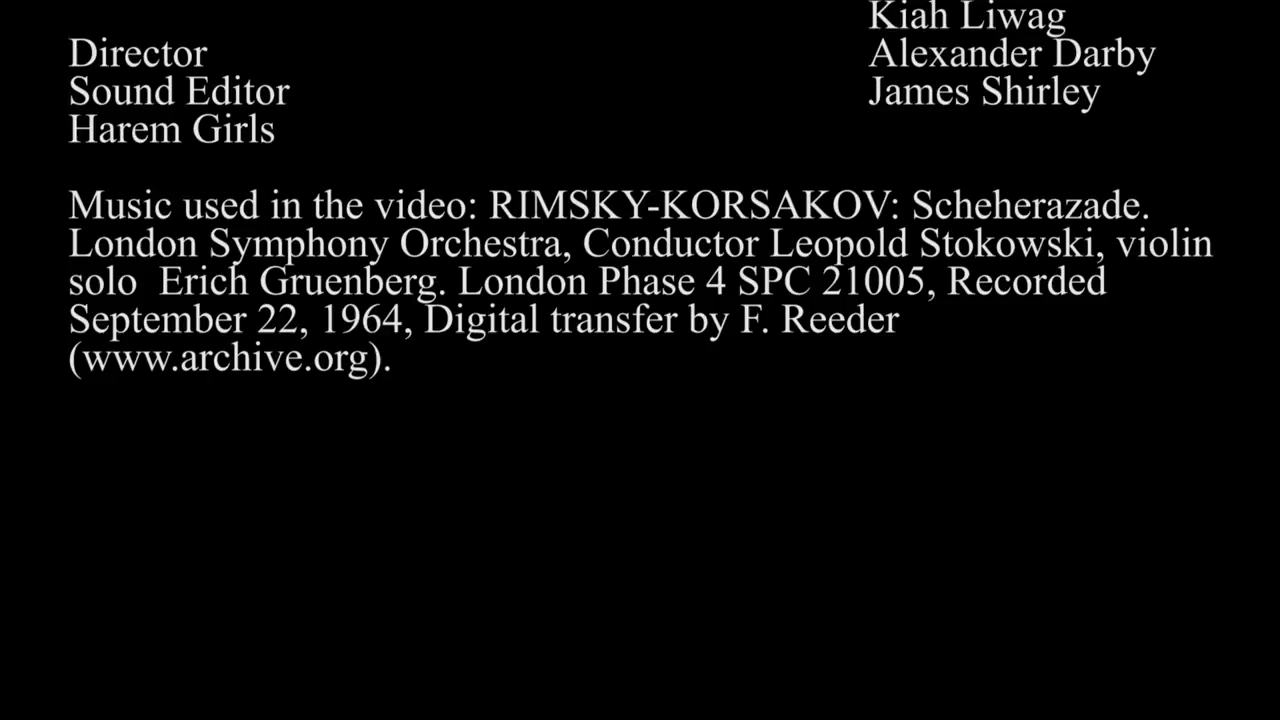 Kiah Liwag
Director Alexander Darby
Sound Editor James Shirley
Harem Girls
Music used in the video: RIMSKY-KORSAKOV: Scheherazade.
London Symphony Orchestra, Conductor Leopold Stokowski, violin
solo  Erich Gruenberg. London Phase 4 SPC 21005, Recorded
September 22, 1964, Digital transfer by F. Reeder
(www.archive.org).